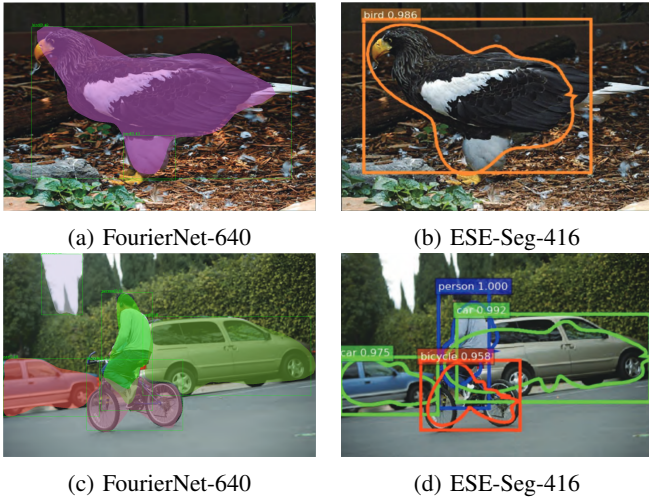 bird 0.986
(a) FourierNet-640
(b) ESE-Seg-416
person 1.000
car 0.992
car 0.975
bicycle 0.958
(c) FourierNet-640
(d) ESE-Seg-416